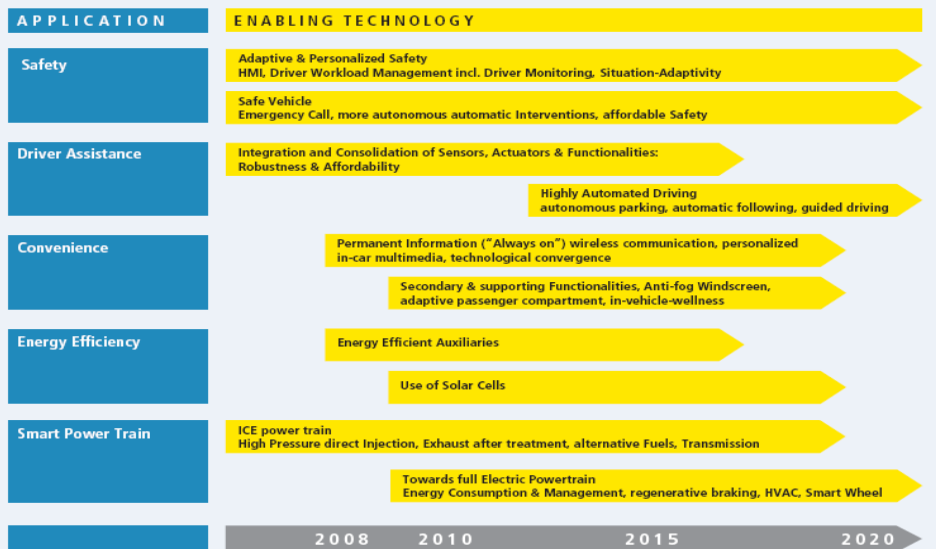 APPLICATION
ENABLING TECHNOLOGY
Safety
Adaptive & Personalized Safety
HMI, Driver Workload Management incl. Driver Monitoring, Situation-Adaptivity
Safe Vehicle
Emergency Call, more autonomous automatic Interventions, affordable Safety
Driver Assistance
Integration and Consolidation of Sensors, Actuators & Functionalities:
Robustness & Affordability
Highly Automated Driving
autonomous parking, automatic following, guided driving
Convenience
Permanent Information (“Always on”) wireless communication, personalized
in-car multimedia, technological convergence
Secondary & supporting Functionalities, Anti-fog Windscreen,
adaptive passenger compartment, in-vehicle-wellness
Energy Efficiency
Energy Efficient Auxiliaries
Use of Solar Cells
Smart Power Train
ICE power train
High Pressure direct Injection, Exhaust after treatment, alternative Fuels, Transmission
Towards full Electric Powertrain
Energy Consumption & Management, regenerative braking, HVAC, Smart Wheel
2008 2010 2015 2020